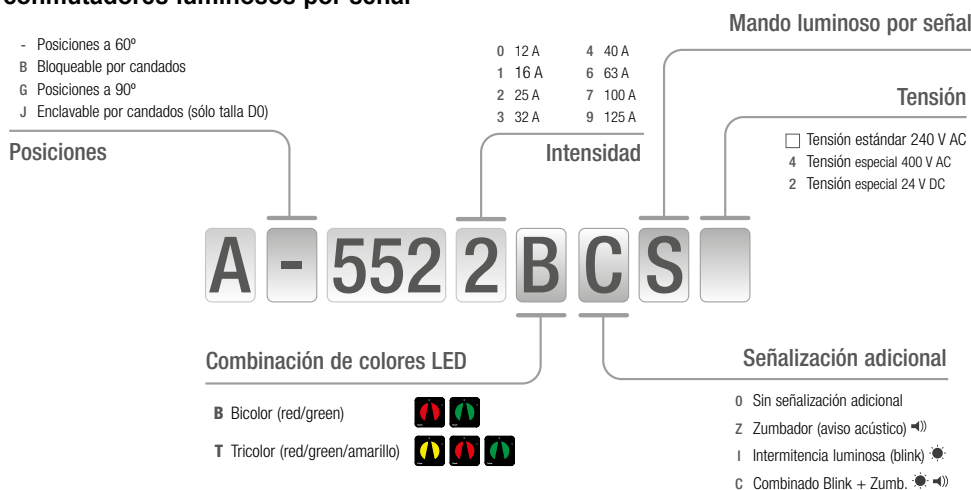 conmutadores luminosos por señal
- Posiciones a 60º
B Bloqueable por candados
G Posiciones a 90º
J Enclavable por candados (sólo talla D0)
Posiciones
0 12 A 4 40 A
1 16 A 6 63 A
2 25 A 7 100 A
3 32 A 9 125 A
Intensidad
Mando luminoso por señal
Tensión
□ Tensión estándar 240 V AC
4 Tensión especial 400 V AC
2 Tensión especial 24 V DC
A - 552 2 B C S
Combinación de colores LED
B Bicolor (red/green)
T Tricolor (red/green/amarillo)
Señalización adicional
0 Sin señalización adicional
Z Zumbador (aviso acústico)
I Intermitencia luminosa (blink)
C Combinado Blink + Zumb.